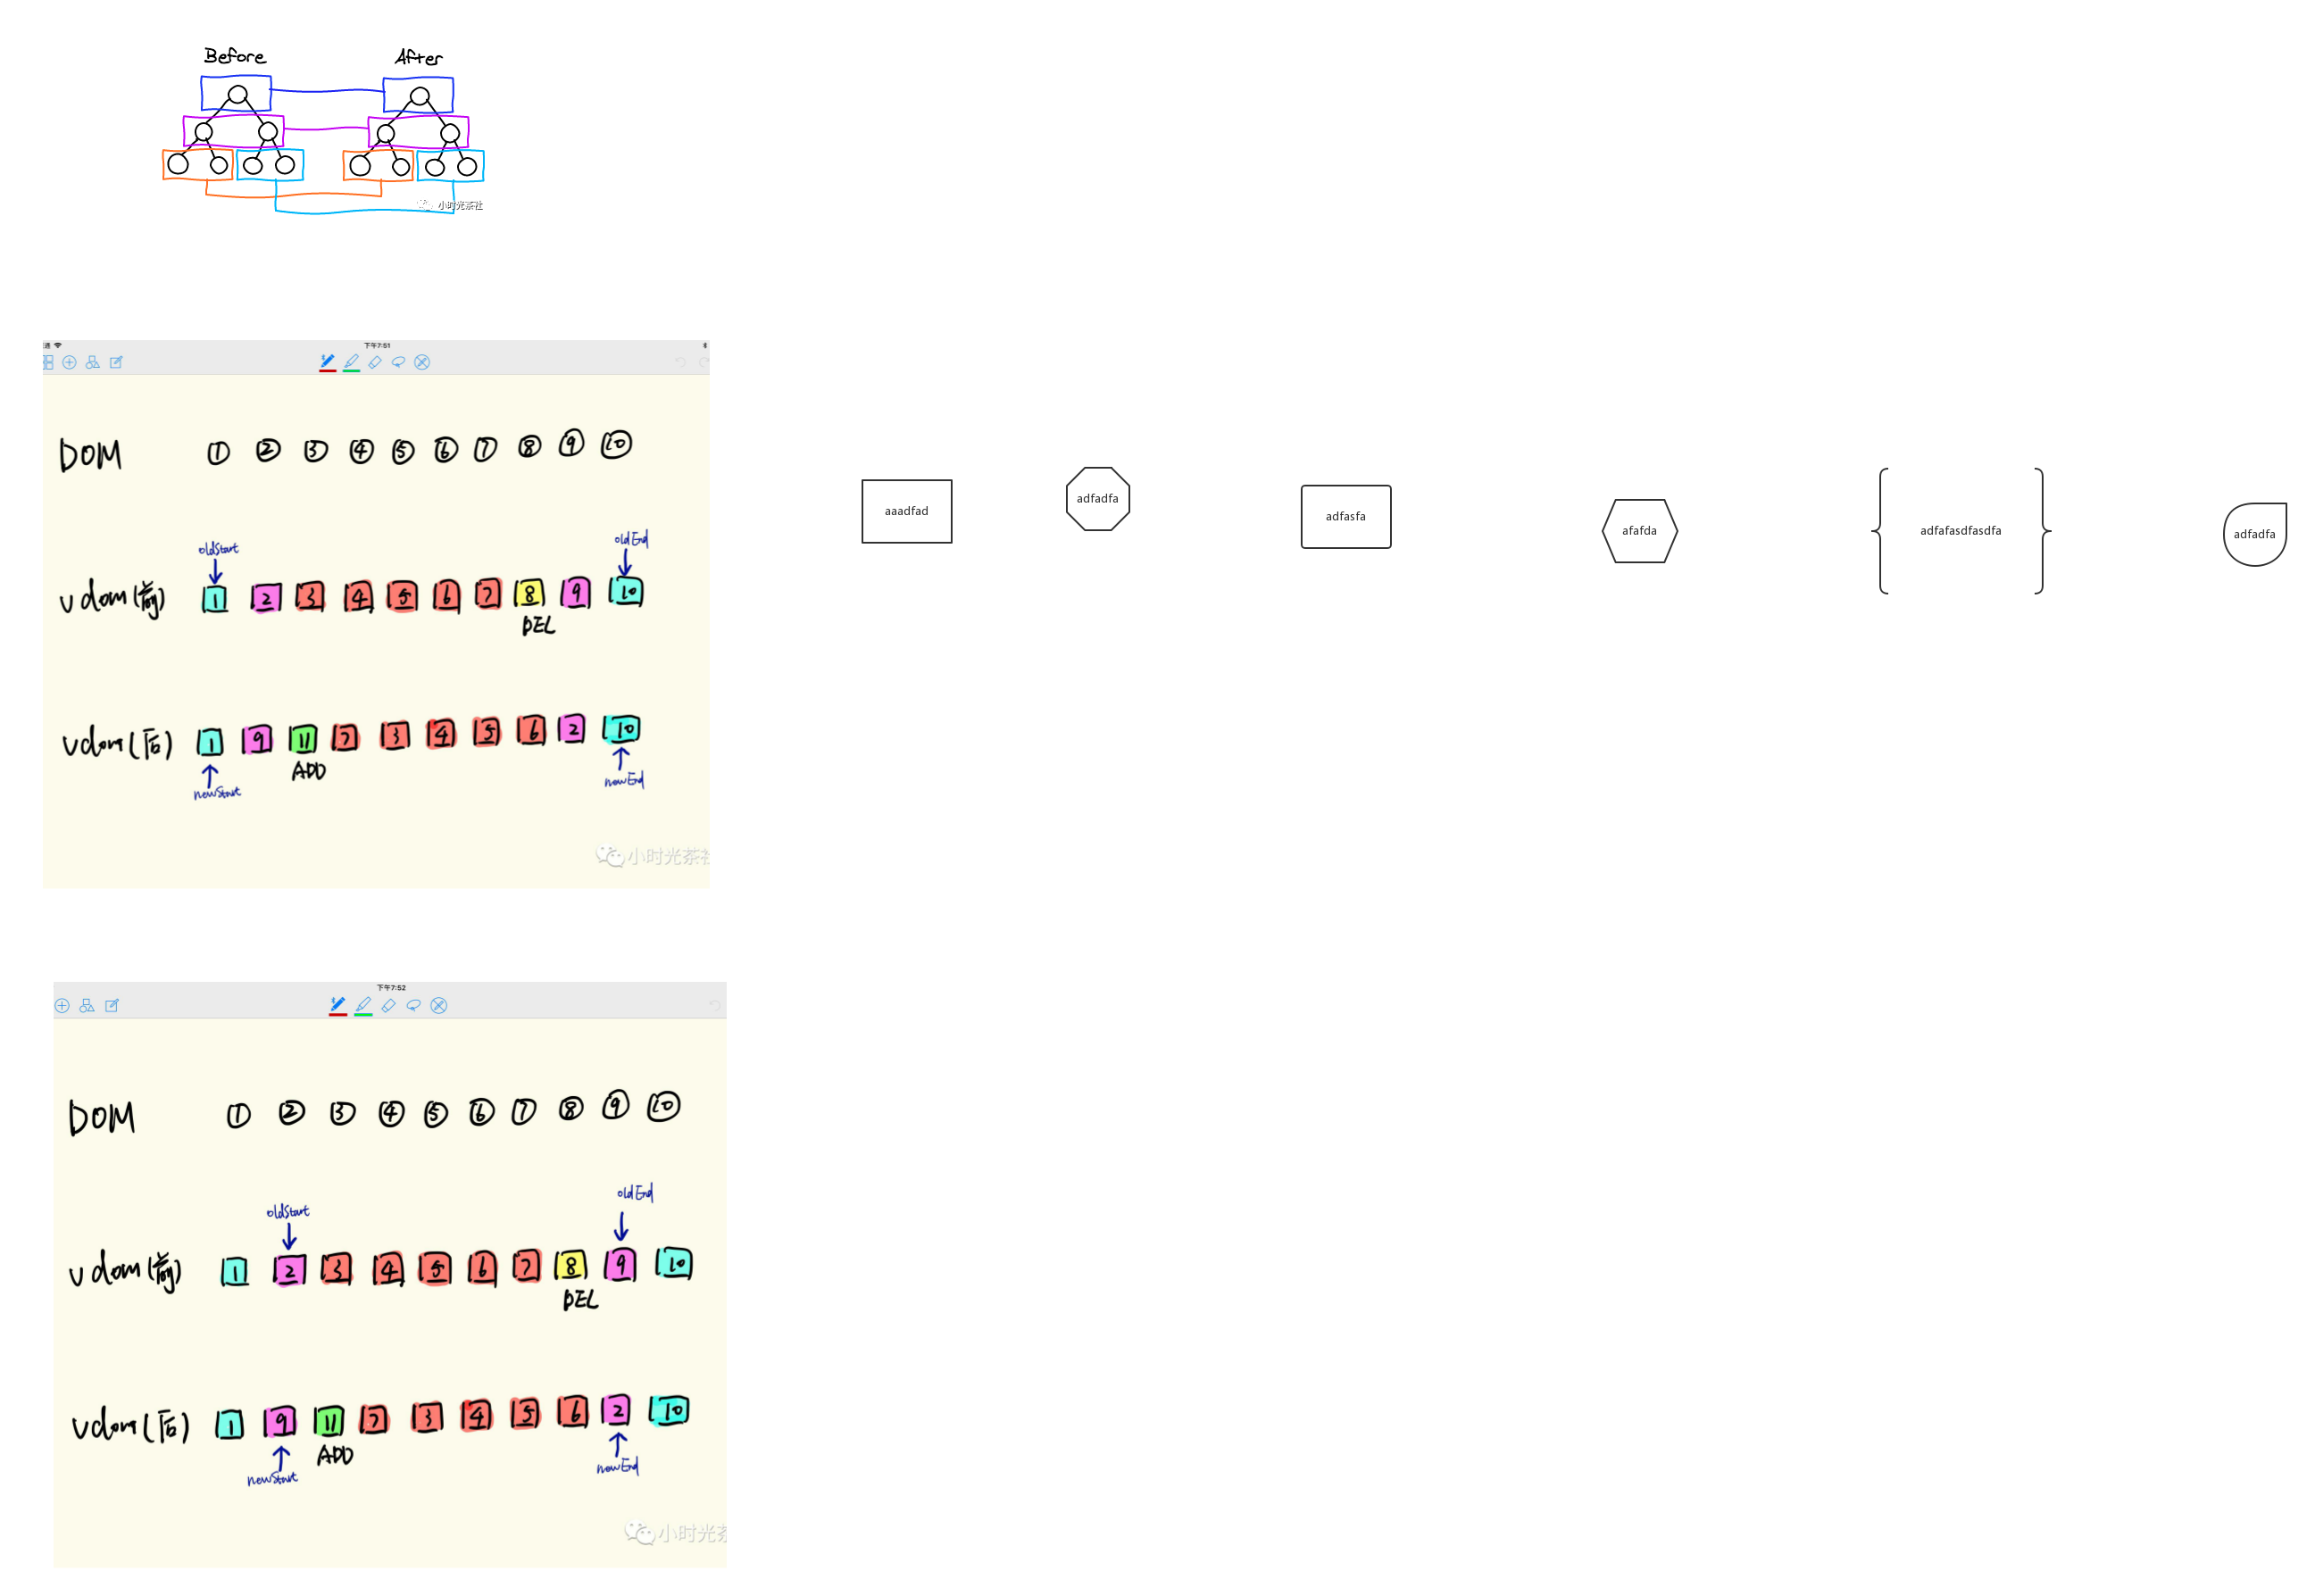 Before After
小时光茶社
下午7:51
DOM ① ② ③ ④ ⑤ ⑥ ⑦ ⑧ ⑨ ⑩
oldStart oldEnd
vdom(前) 1 2 3 4 5 6 7 8 9 10
DEL
vdom(后) 1 9 11 7 3 4 5 6 2 10
ADD
newStart newEnd
小时光茶社
aaadfad
adfadfa
adfasfa
afafda
adfafasdfasdfa
adfadfa
下午7:52
DOM ① ② ③ ④ ⑤ ⑥ ⑦ ⑧ ⑨ ⑩
oldStart oldEnd
vdom(前) 1 2 3 4 5 6 7 8 9 10
DEL
vdom(后) 1 9 11 7 3 4 5 6 2 10
ADD
newStart newEnd
小时光茶